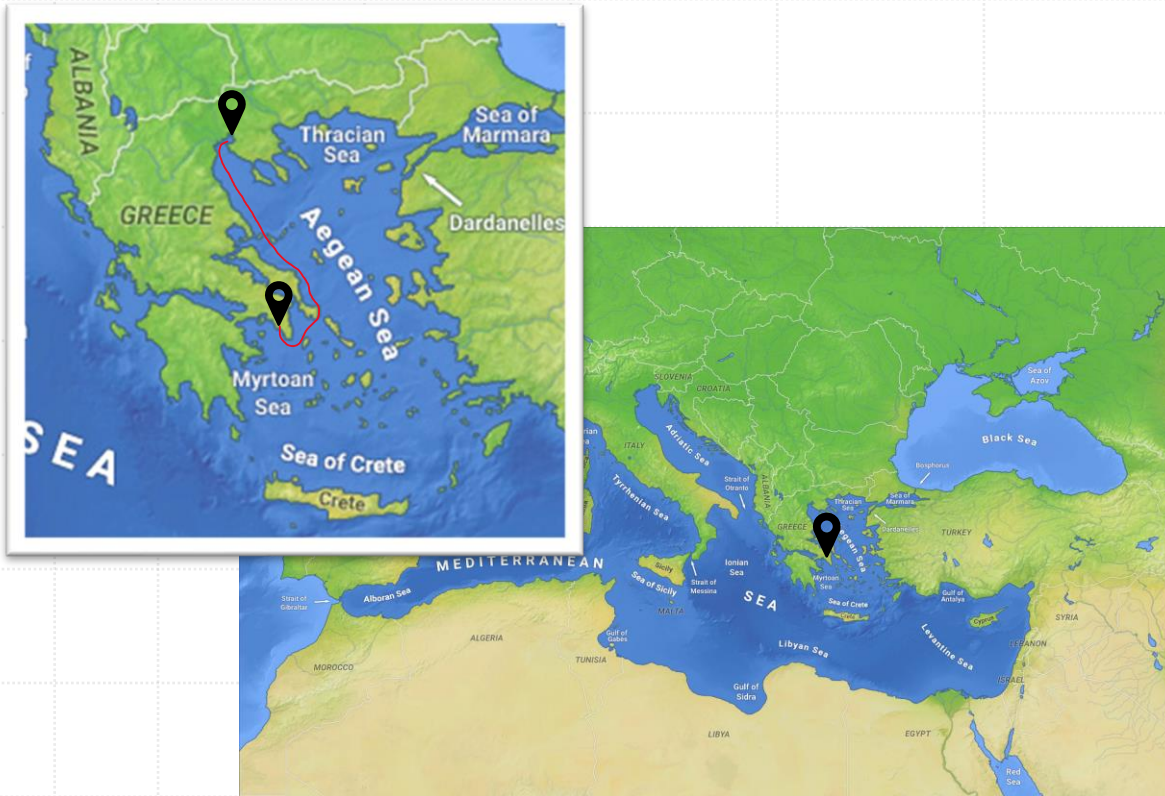 ALBANIA
GREECE
Thracian
Sea
Sea of
Marmara
Dardanelles
Aegean Sea
Myrtoan
Sea
SEA
Sea of Crete
Crete
SLOVENIA
CROATIA
ITALY
Adriatic Sea
Tyrrhenian Sea
Strait of
Otranto
ALBANIA
GREECE
Thracian
Sea
Sea of
Marmara
Dardanelles
Bosphorus
Black Sea
Sea of
Azov
TURKEY
Ionian
Sea
Myrtoan
Sea
Sea of Crete
Crete
Sicily
Sea of Sicily
Strait of
Messina
MALTA
MEDITERRANEAN
SEA
Strait of
Gibraltar
Alboran Sea
Gulf of
Gabès
Gulf of
Antalya
Cyprus
SYRIA
LEBANON
ISRAEL
Levantine Sea
Libyan Sea
Gulf of
Sidra
MOROCCO
ALGERIA
TUNISIA
LIBYA
EGYPT
Red
Sea